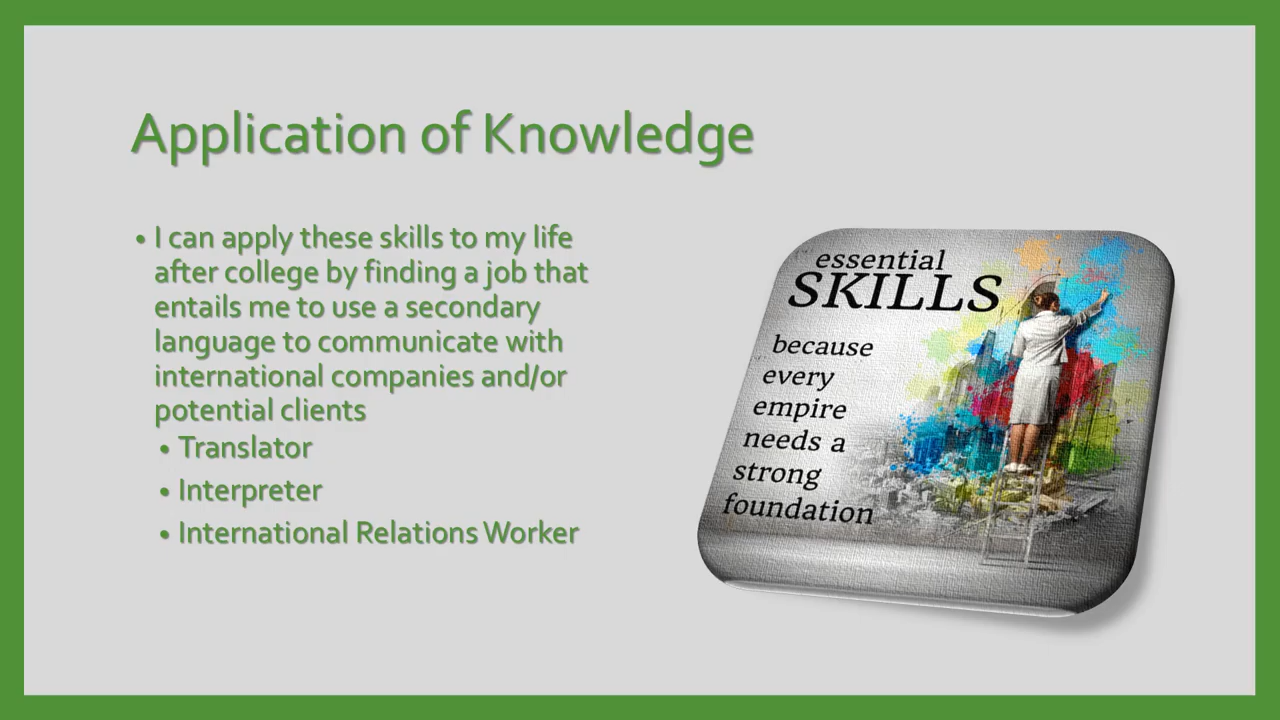 Application of Knowledge
• I can apply these skills to my life
after college by finding a job that
entails me to use a secondary
language to communicate with
international companies and/or
potential clients
• Translator
• Interpreter
• International Relations Worker
essential
SKILLS
because
every
empire
needs a
strong
foundation